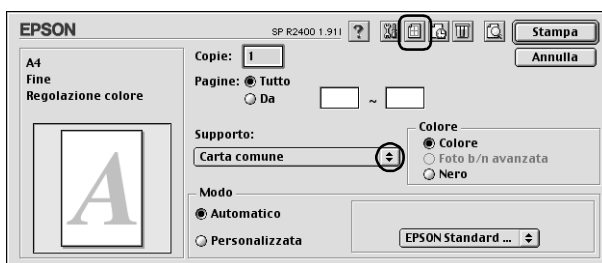 EPSON
SP R2400 1.91I
?
Stampa
A4
Fine
Regolazione colore
Copie: 1
Annulla
Pagine: Tutto
Da ~
Supporto:
Carta comune
Colore
Colore
Foto b/n avanzata
Nero
A
Modo
Automatico
Personalizzata
EPSON Standard ...